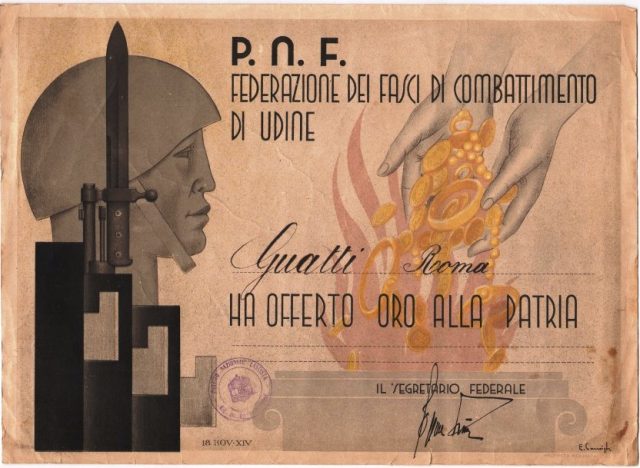 P. N. F.
FEDERAZIONE DEI FASCI DI COMBATTIMENTO
DI UDINE
Gualti Roma
HA OFFERTO ORO ALLA PATRIA
IL SEGRETARIO FEDERALE
18 NOV·XIV